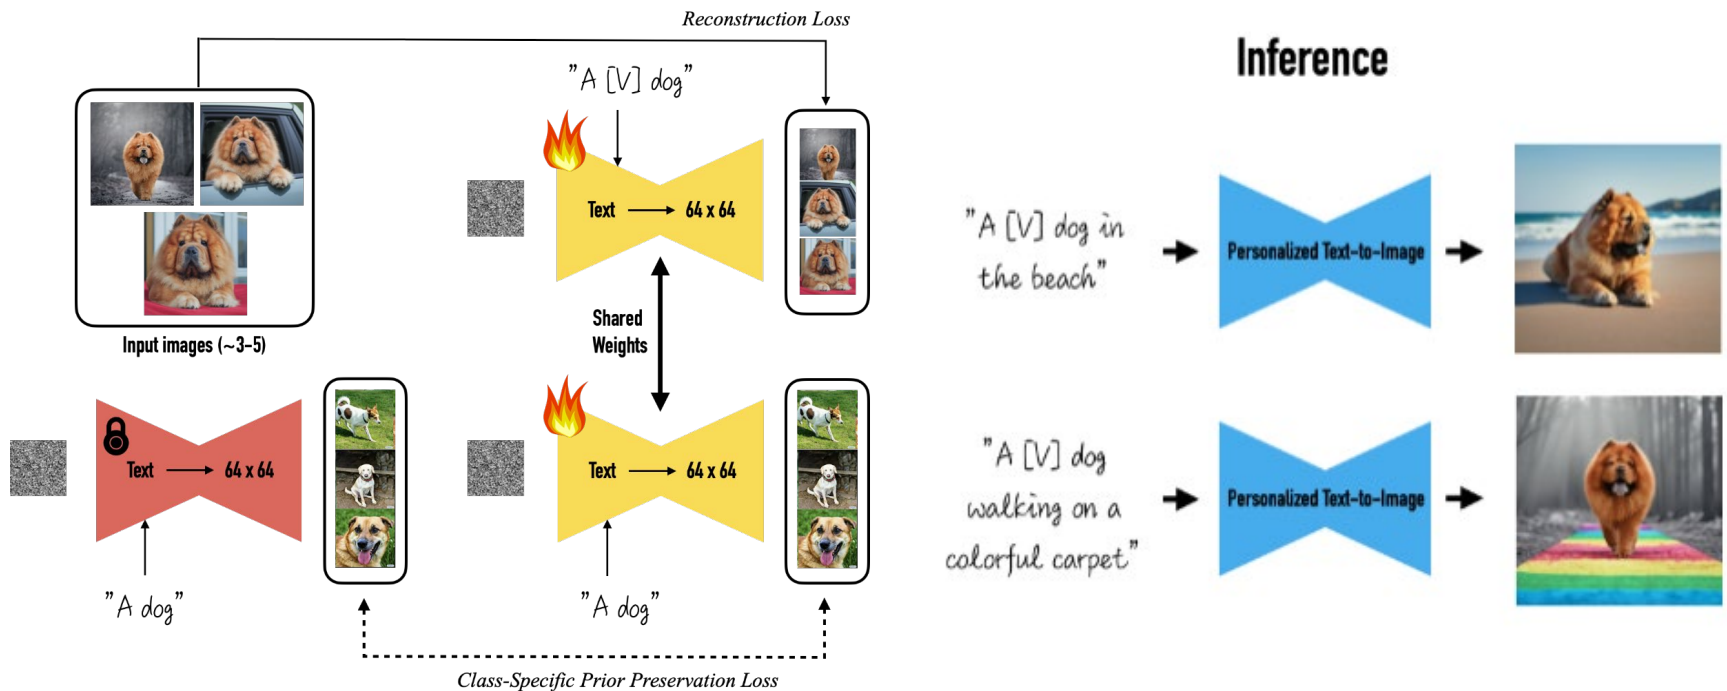 Reconstruction Loss
"A [V] dog"
Text
64 x 64
Input images (~3-5)
Shared
Weights
Text
64 x 64
"A dog"
Text
64 x 64
"A dog"
Class-Specific Prior Preservation Loss
Inference
"A [V] dog in
the beach"
Personalized Text-to-Image
"A [V] dog
walking on a
colorful carpet"
Personalized Text-to-Image